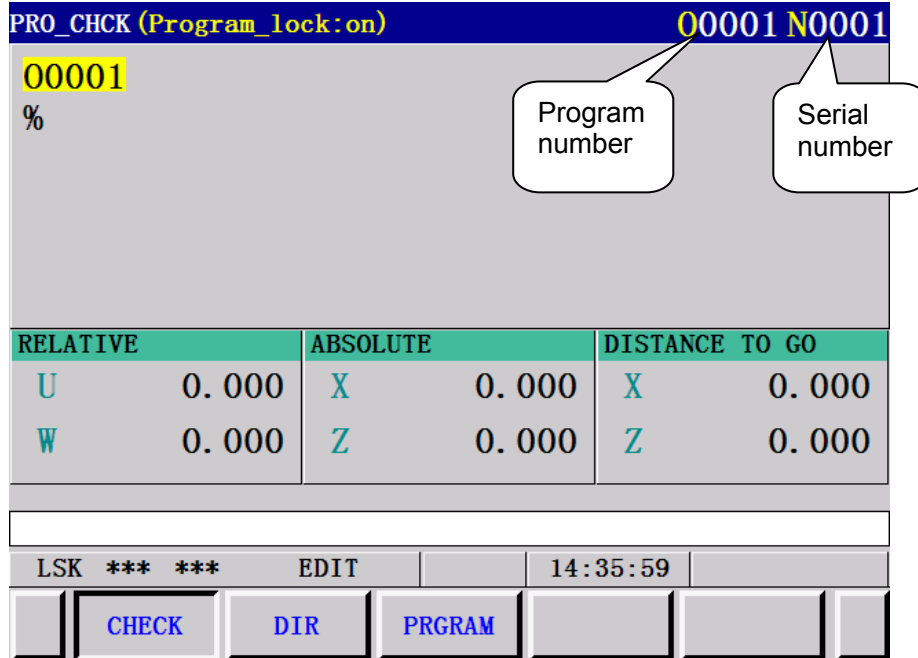 PRO_CHCK (Program_lock:on) O0001 N0001
O0001
%
Program
number
Serial
number
RELATIVE ABSOLUTE DISTANCE TO GO
U 0.000 X 0.000 X 0.000
W 0.000 Z 0.000 Z 0.000
LSK *** *** EDIT 14:35:59
CHECK DIR PRGRAM